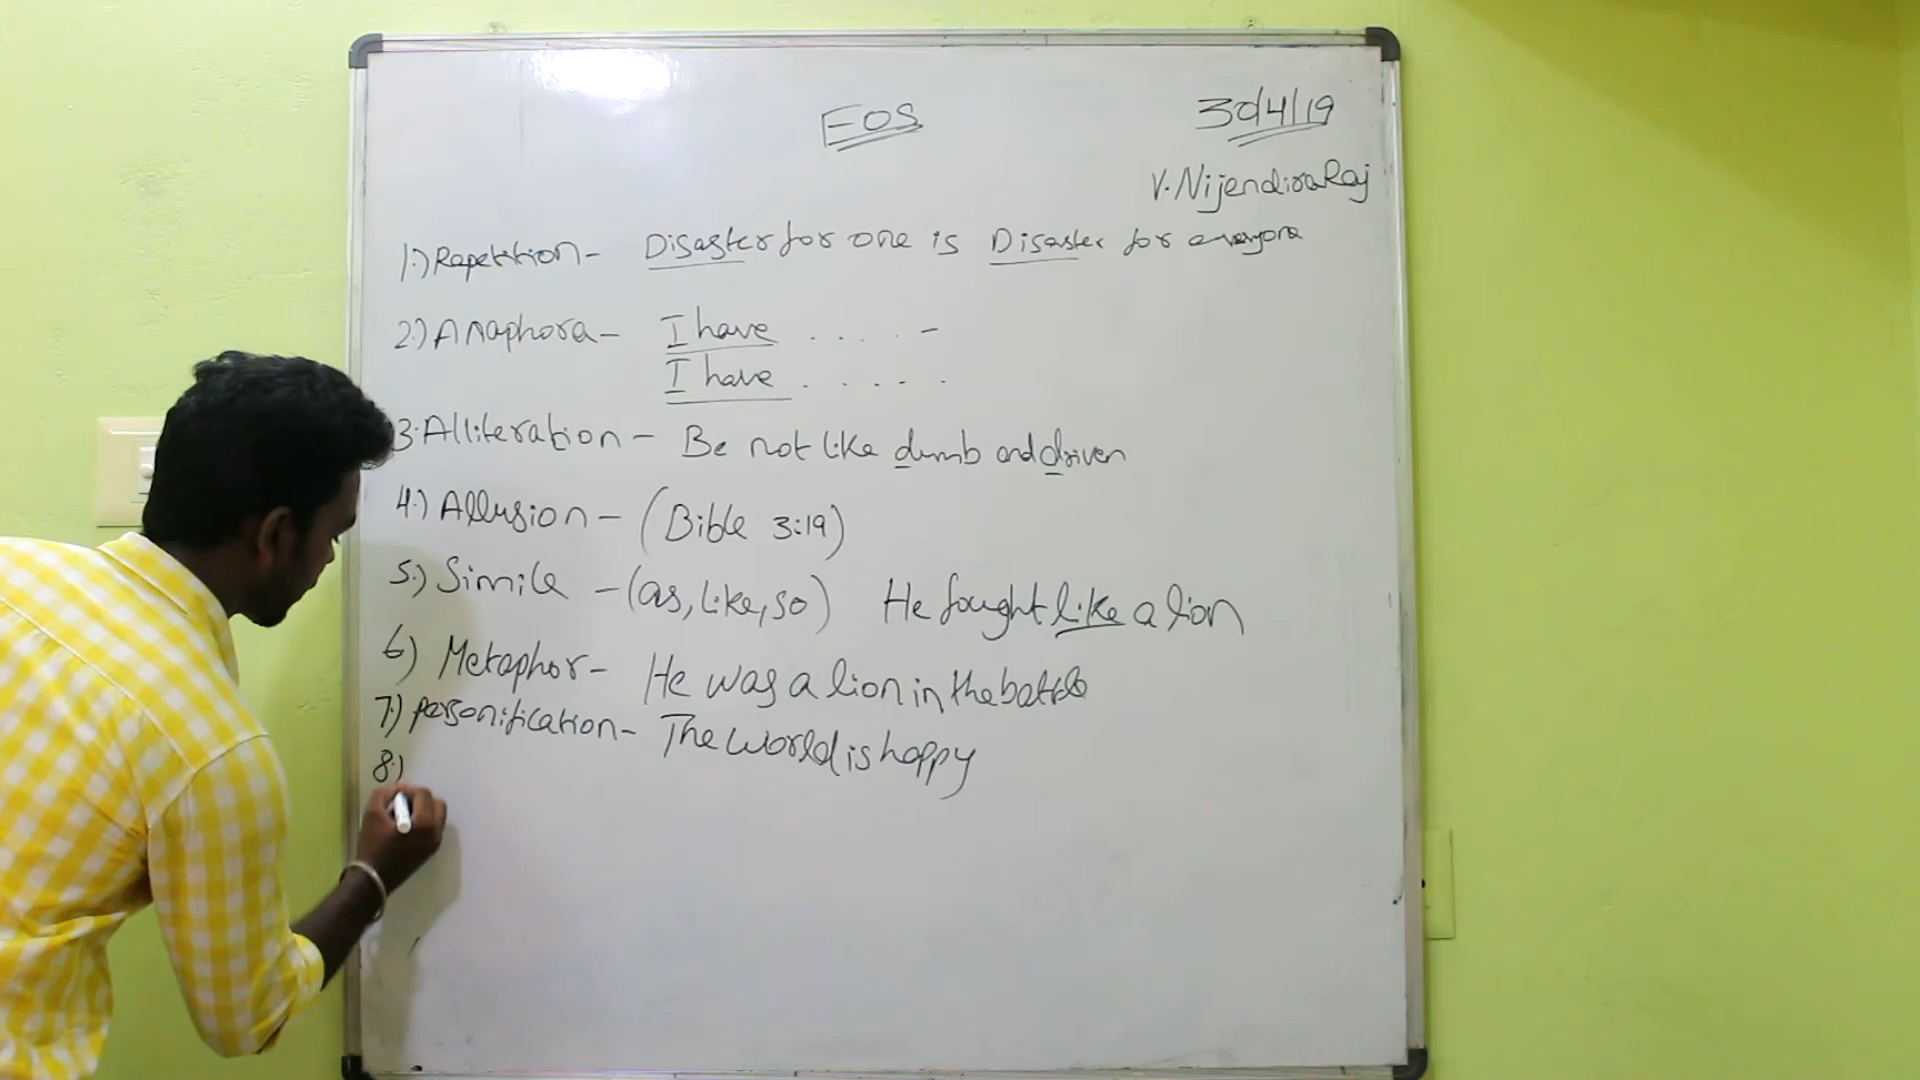 FOS
30/4/19
V. NijendiraRaj
1.) Repetition - Disaster for one is Disaster for everyone
2.) Anaphora - I have . . . . . -
I have . . . . .
3. Alliteration - Be not like dumb and driven
4.) Allusion - (Bible 3:19)
5.) Simile - (as, like, so) He fought like a lion
6) Metaphor - He was a lion in the battle
7.) Personification - The world is happy
8.)